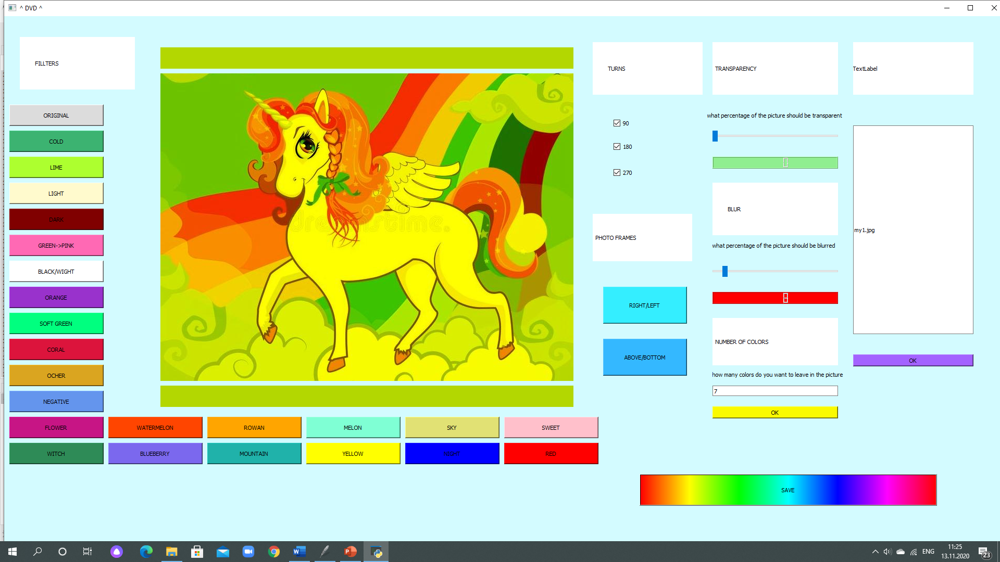 ^ DVD ^
FILLTERS
ORIGINAL
COLD
LIME
LIGHT
DARK
GREEN->PINK
BLACK/WIGHT
ORANGE
SOFT GREEN
CORAL
OCHER
NEGATIVE
FLOWER
WATERMELON
ROWAN
MELON
SKY
SWEET
WITCH
BLUEBERRY
MOUNTAIN
YELLOW
NIGHT
RED
dreamstime.
TURNS
90
180
270
PHOTO FRAMES
RIGHT/LEFT
ABOVE/BOTTOM
TRANSPARENCY
what percentage of the picture should be transparent
0
BLUR
what percentage of the picture should be blurred
8
NUMBER OF COLORS
how many colors do you want to leave in the picture
7
OK
TextLabel
my1.jpg
OK
SAVE
ENG
11:25
13.11.2020
23